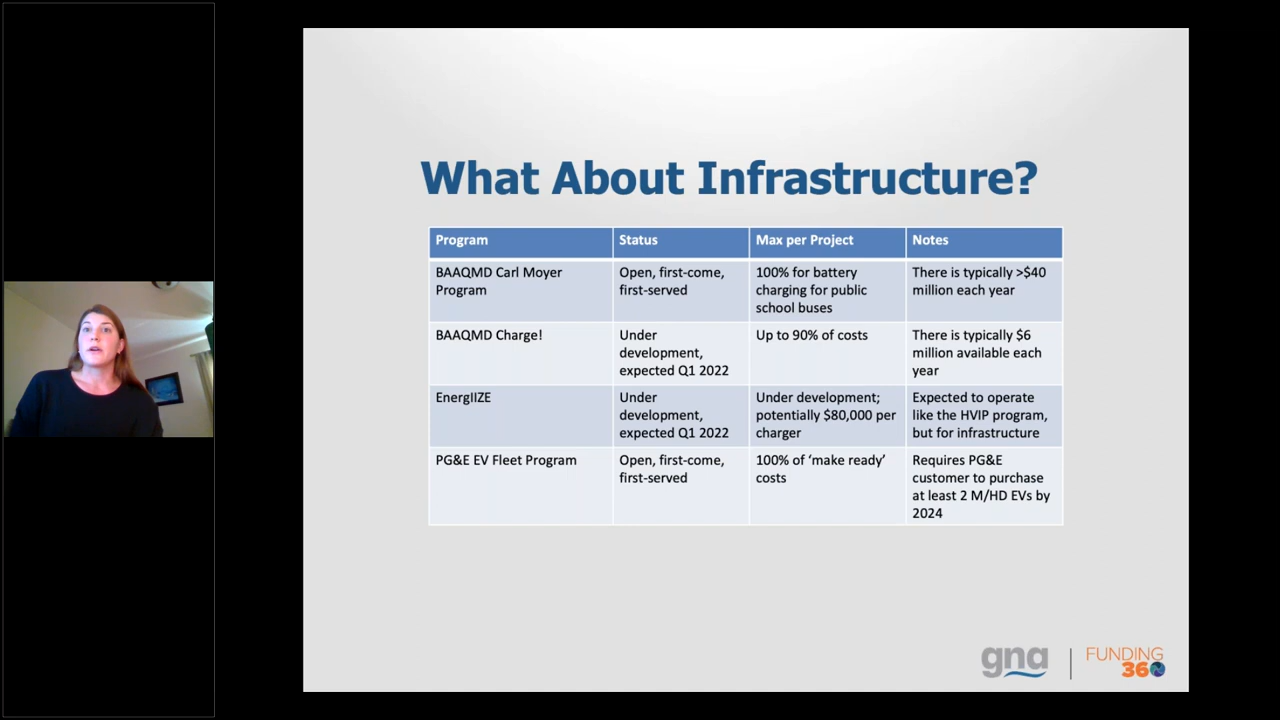 What About Infrastructure?
Program
Status
Max per Project
Notes
BAAQMD Carl Moyer
Program
Open, first-come,
first-served
100% for battery
charging for public
school buses
There is typically >$40
million each year
BAAQMD Charge!
Under
development,
expected Q1 2022
Up to 90% of costs
There is typically $6
million available each
year
EnergIIZE
Under
development,
expected Q1 2022
Under development;
potentially $80,000 per
charger
Expected to operate
like the HVIP program,
but for infrastructure
PG&E EV Fleet Program
Open, first-come,
first-served
100% of ‘make ready’
costs
Requires PG&E
customer to purchase
at least 2 M/HD EVs by
2024
gna
FUNDING
360